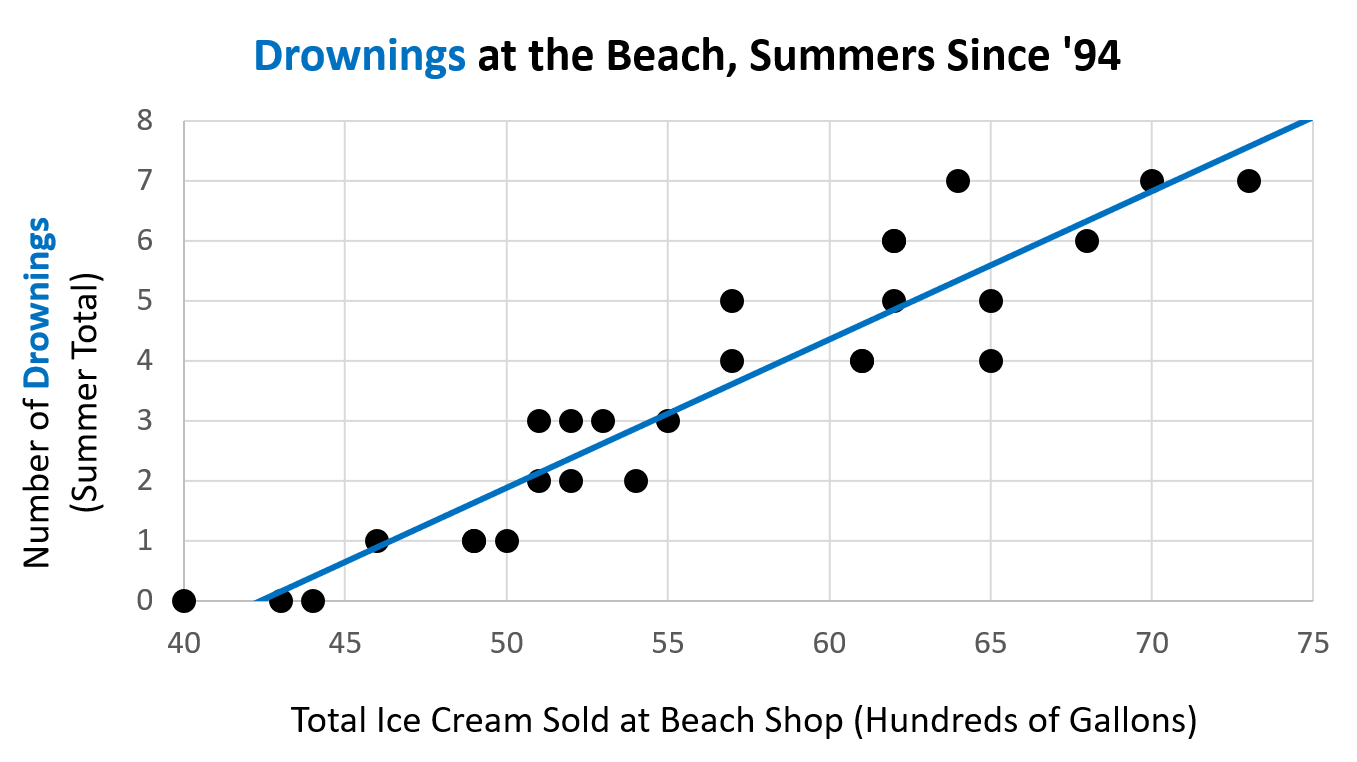 Drownings at the Beach, Summers Since '94
Number of Drownings
(Summer Total)
8
7
6
5
4
3
2
1
0
40 45 50 55 60 65 70 75
Total Ice Cream Sold at Beach Shop (Hundreds of Gallons)